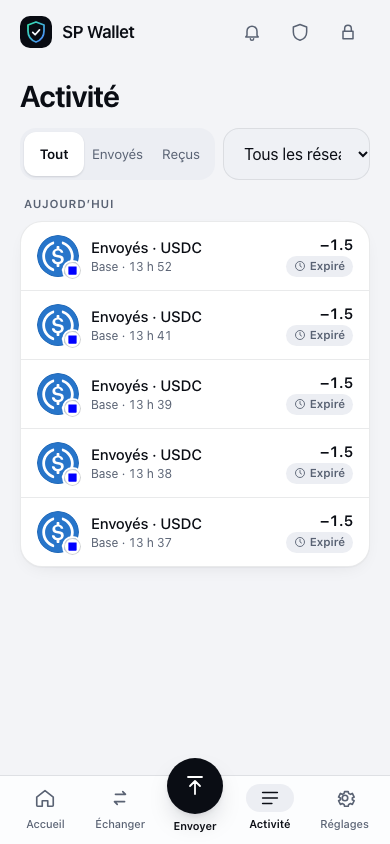 SP Wallet
Activité
Tout Envoyés Reçus Tous les rése
AUJOURD'HUI
Envoyés · USDC −1.5
Base · 13 h 52 Expiré
Envoyés · USDC −1.5
Base · 13 h 41 Expiré
Envoyés · USDC −1.5
Base · 13 h 39 Expiré
Envoyés · USDC −1.5
Base · 13 h 38 Expiré
Envoyés · USDC −1.5
Base · 13 h 37 Expiré
Accueil Échanger Envoyer Activité Réglages